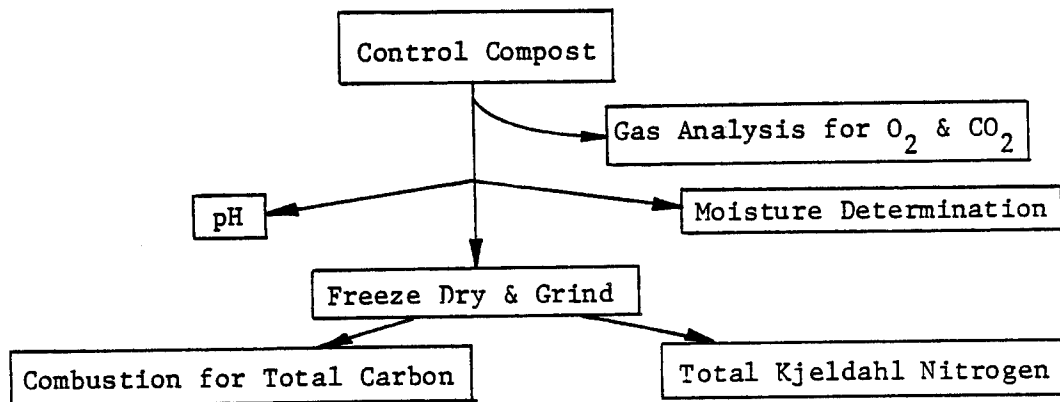 Control Compost
Gas Analysis for O2 & CO2
pH
Moisture Determination
Freeze Dry & Grind
Combustion for Total Carbon
Total Kjeldahl Nitrogen